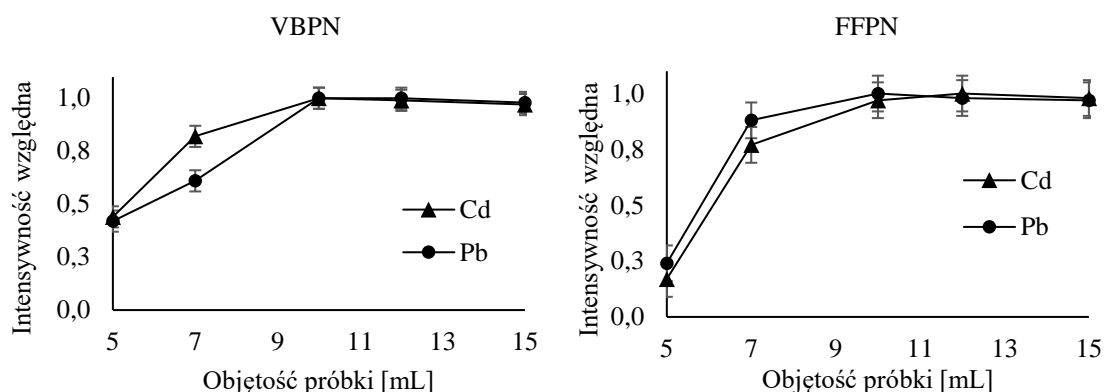 VBPN
Intensywność względna
1,0
0,8
0,5
0,3
0,0
Cd
Pb
5 7 9 11 13 15
Objętość próbki [mL]
FFPN
Intensywność względna
1,0
0,8
0,5
0,3
0,0
Cd
Pb
5 7 9 11 13 15
Objętość próbki [mL]